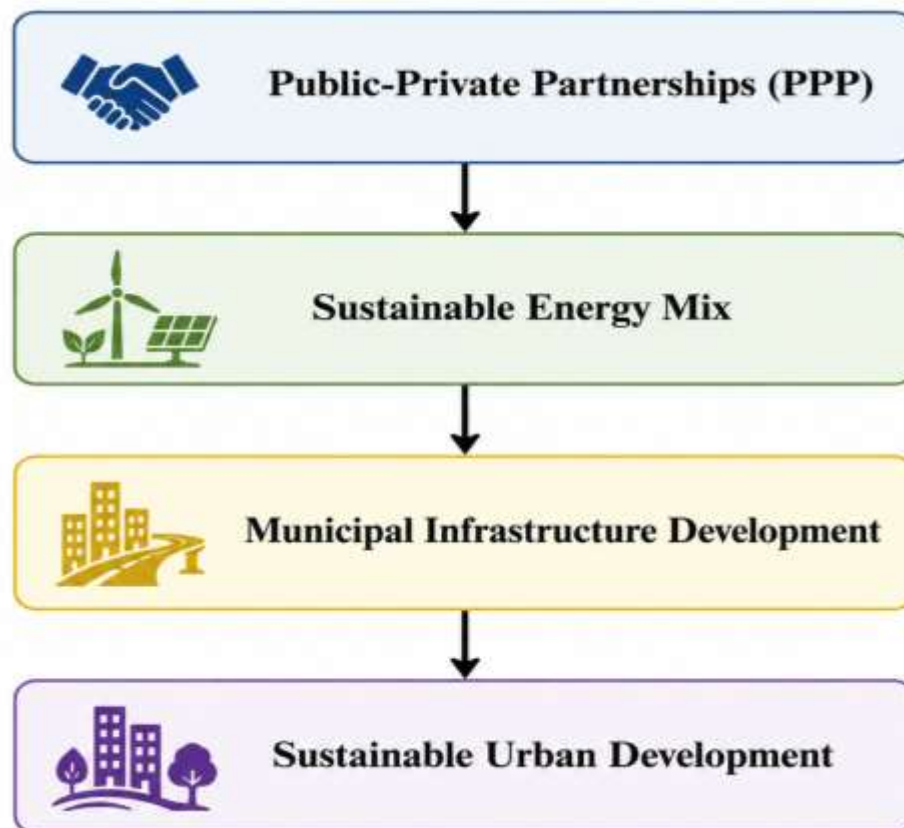 Public-Private Partnerships (PPP)
Sustainable Energy Mix
Municipal Infrastructure Development
Sustainable Urban Development